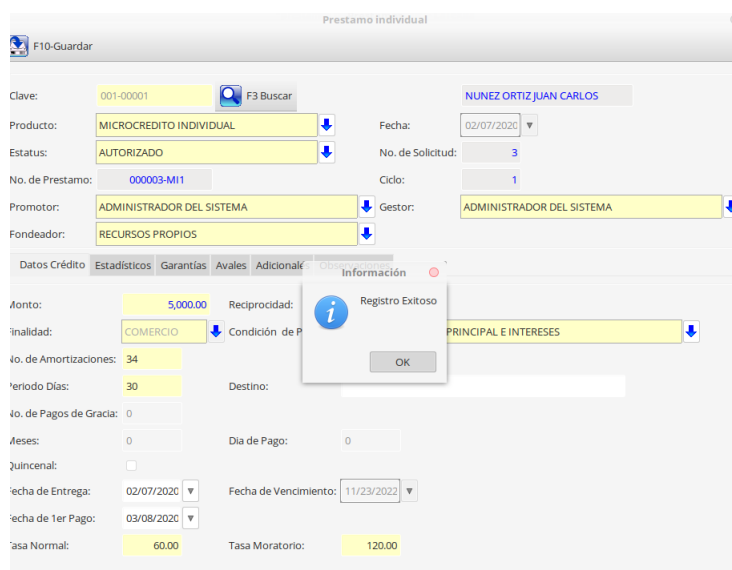 Prestamo individual
F10-Guardar
Clave: 001-00001 F3 Buscar NUNEZ ORTIZ JUAN CARLOS
Producto: MICROCREDITO INDIVIDUAL Fecha: 02/07/2020
Estatus: AUTORIZADO No. de Solicitud: 3
No. de Prestamo: 000003-MI1 Ciclo: 1
Promotor: ADMINISTRADOR DEL SISTEMA Gestor: ADMINISTRADOR DEL SISTEMA
Fondeador: RECURSOS PROPIOS
Datos Crédito Estadísticos Garantías Avales Adicionales
Información
Registro Exitoso
OK
Monto: 5,000.00 Reciprocidad:
Finalidad: COMERCIO Condición de P PRINCIPAL E INTERESES
No. de Amortizaciones: 34
Periodo Días: 30 Destino:
No. de Pagos de Gracia: 0
Meses: 0 Dia de Pago: 0
Quincenal:
Fecha de Entrega: 02/07/2020 Fecha de Vencimiento: 11/23/2022
Fecha de 1er Pago: 03/08/2020
Tasa Normal: 60.00 Tasa Moratorio: 120.00